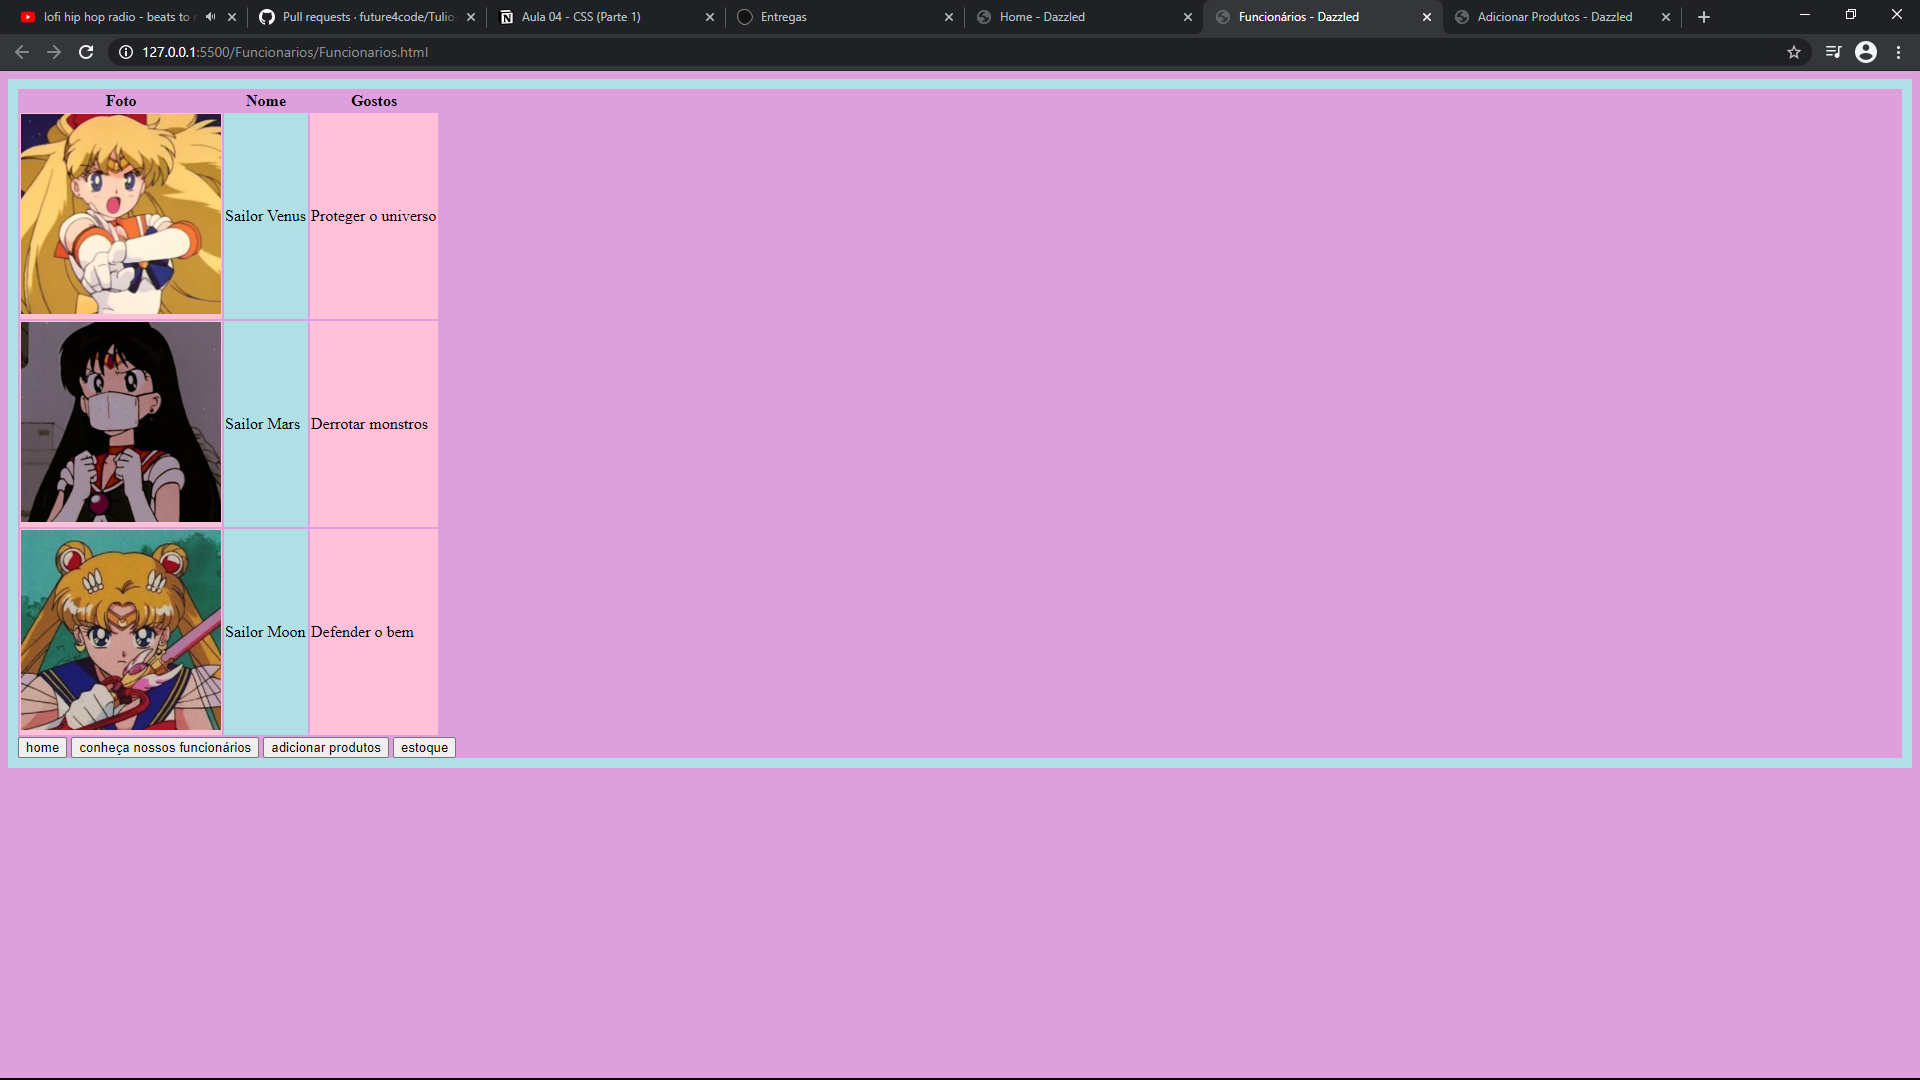 lofi hip hop radio - beats to
Pull requests · future4code/Tulio
Aula 04 - CSS (Parte 1)
Entregas
Home - Dazzled
Funcionários - Dazzled
Adicionar Produtos - Dazzled
127.0.0.1:5500/Funcionarios/Funcionarios.html
Foto Nome Gostos
Sailor Venus Proteger o universo
Sailor Mars Derrotar monstros
Sailor Moon Defender o bem
home conheça nossos funcionários adicionar produtos estoque